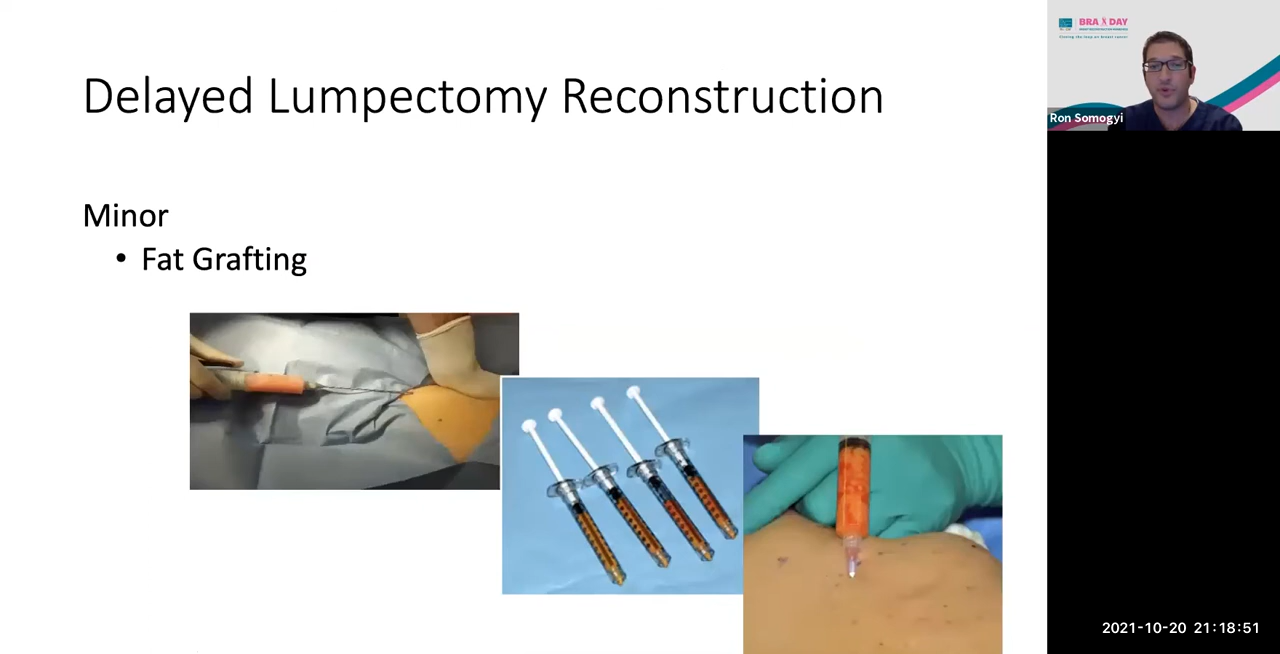 Delayed Lumpectomy Reconstruction
Minor
• Fat Grafting
BRA DAY
Ron Somogyi
2021-10-20 21:18:51